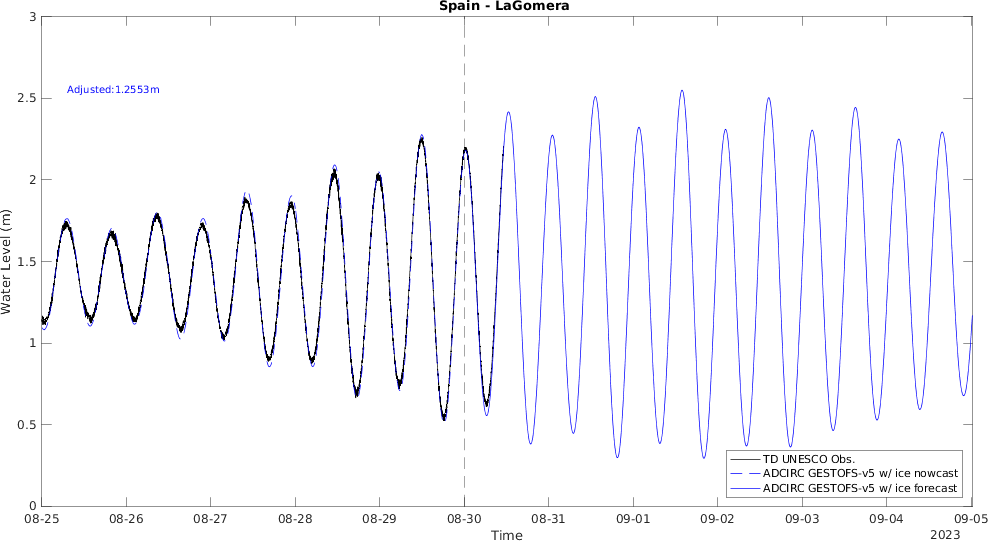 Spain - LaGomera
Adjusted:1.2553m
Water Level (m)
3
2.5
2
1.5
1
0.5
0
TD UNESCO Obs.
ADCIRC GESTOFS-v5 w/ ice nowcast
ADCIRC GESTOFS-v5 w/ ice forecast
08-25 08-26 08-27 08-28 08-29 08-30 08-31 09-01 09-02 09-03 09-04 09-05
Time
2023